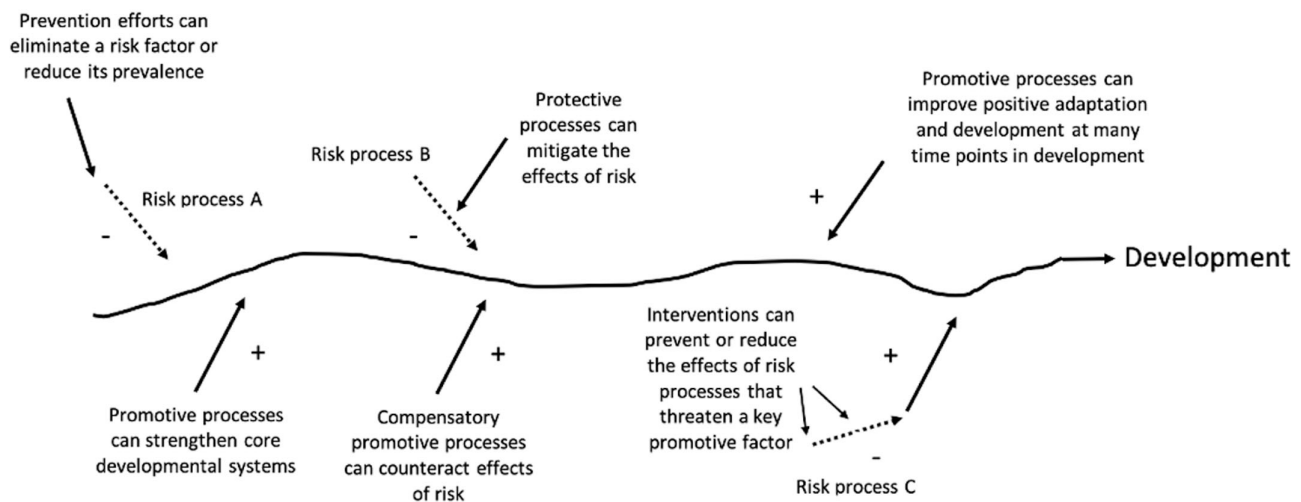 Prevention efforts can
eliminate a risk factor or
reduce its prevalence
Risk process A
-
Promotive processes
can strengthen core
developmental systems
+
Risk process B
-
Protective
processes can
mitigate the
effects of risk
Compensatory
promotive processes
can counteract effects
of risk
+
Promotive processes can
improve positive adaptation
and development at many
time points in development
+
Interventions can
prevent or reduce
the effects of risk
processes that
threaten a key
promotive factor
+
-
Risk process C
Development